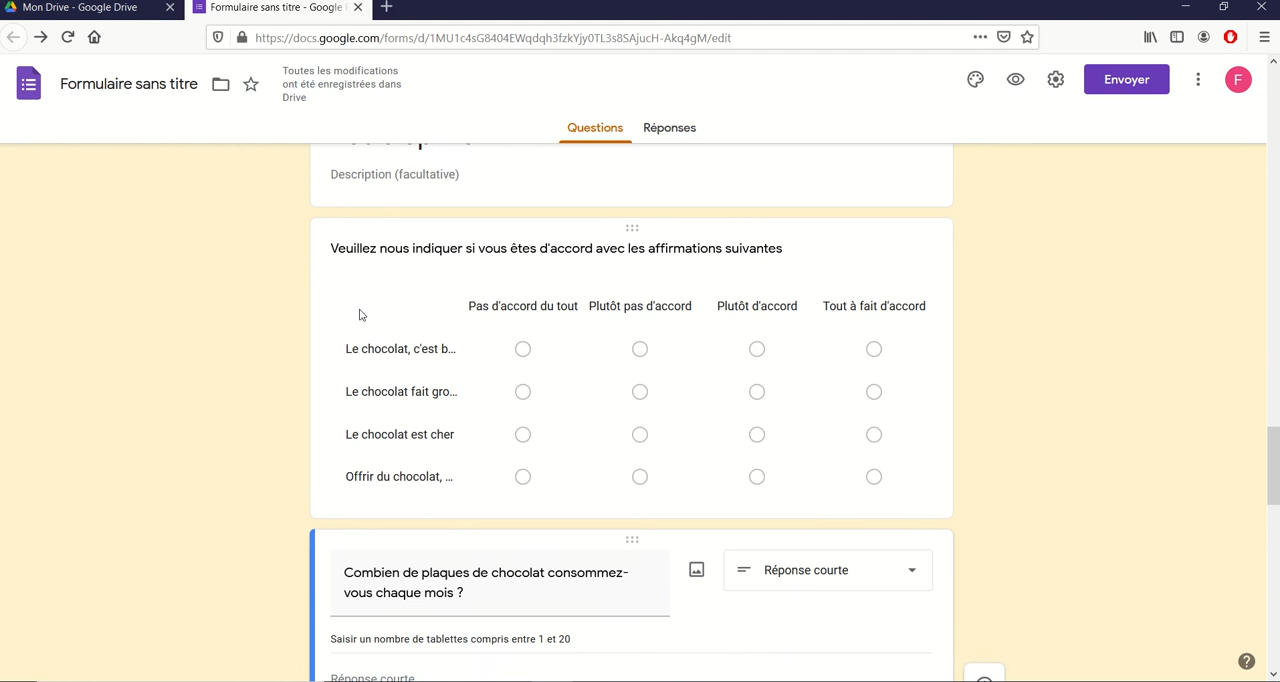 Mon Drive - Google Drive
Formulaire sans titre - Google
https://docs.google.com/forms/d/1MU1c4sG8404EWqdqh3fzkYjy0TL3s8SAjucH-Akq4gM/edit
Formulaire sans titre
Toutes les modifications
ont été enregistrées dans
Drive
Envoyer
F
Questions
Réponses
Description (facultative)
Veuillez nous indiquer si vous êtes d'accord avec les affirmations suivantes
Pas d'accord du tout Plutôt pas d'accord Plutôt d'accord Tout à fait d'accord
Le chocolat, c'est b...
Le chocolat fait gro...
Le chocolat est cher
Offrir du chocolat, ...
Combien de plaques de chocolat consommez-
vous chaque mois ?
Réponse courte
Saisir un nombre de tablettes compris entre 1 et 20
Réponse courte